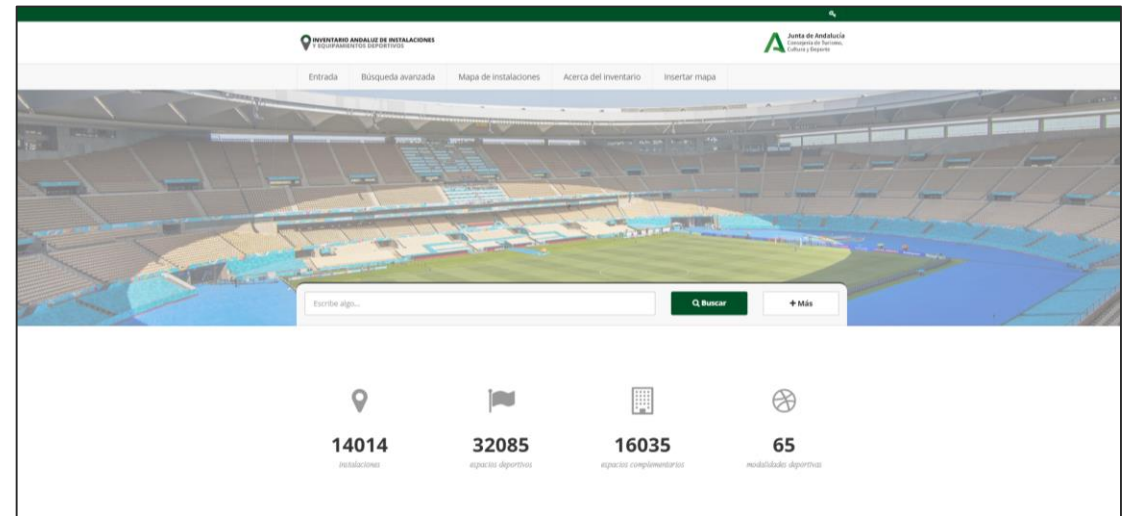 INVENTARIO ANDALUZ DE INSTALACIONES
Y EQUIPAMIENTOS DEPORTIVOS
Junta de Andalucía
Consejería de Turismo,
Cultura y Deporte
Entrada Búsqueda avanzada Mapa de instalaciones Acerca del inventario Insertar mapa
Escribe algo... Buscar + Más
14014 32085 16035 65
instalaciones espacios deportivos espacios complementarios modalidades deportivas